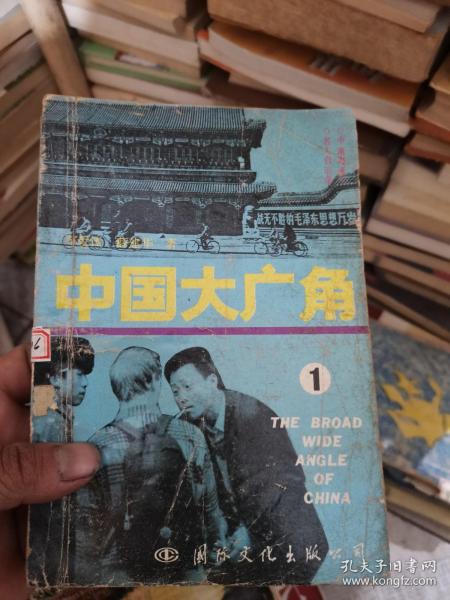 战无不胜的毛泽东思想万岁
中国大广角
1
THE BROAD
WIDE
ANGLE
OF
CHINA
国际文化出版公司
孔夫子旧书网
www.kongfz.com